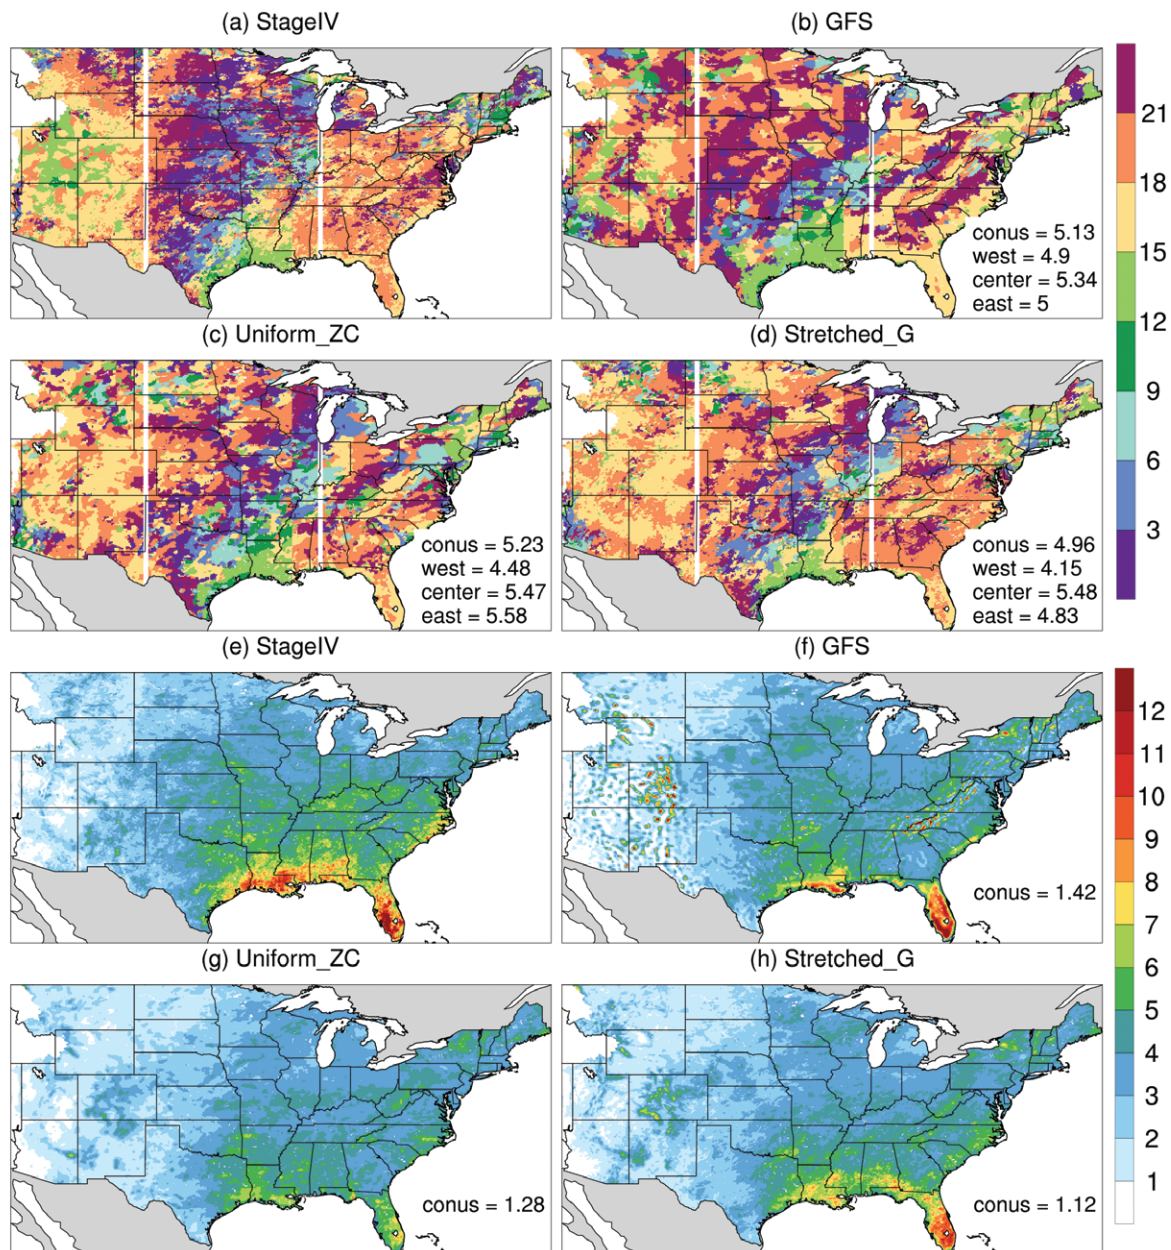 (a) StageIV
(b) GFS
conus = 5.13
west = 4.9
center = 5.34
east = 5
21
18
15
12
9
6
3
(c) Uniform_ZC
(d) Stretched_G
conus = 5.23
west = 4.48
center = 5.47
east = 5.58
conus = 4.96
west = 4.15
center = 5.48
east = 4.83
(e) StageIV
(f) GFS
conus = 1.42
12
11
10
9
8
7
6
5
4
3
2
1
(g) Uniform_ZC
(h) Stretched_G
conus = 1.28
conus = 1.12